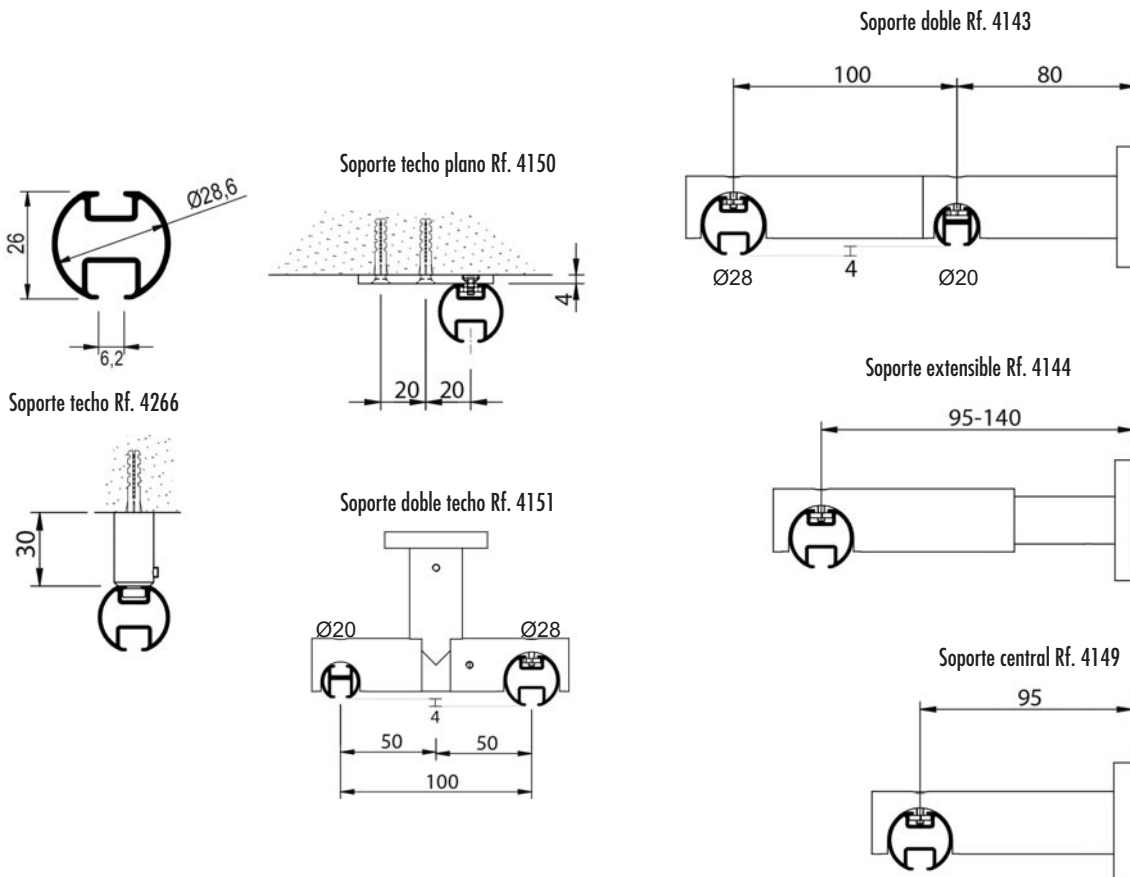 Soporte doble Rf. 4143
100
80
Ø28
4
Ø20
Soporte techo plano Rf. 4150
4
20
20
Ø28,6
26
6,2
Soporte extensible Rf. 4144
95-140
Soporte techo Rf. 4266
30
Soporte doble techo Rf. 4151
Ø20
Ø28
4
50
50
100
Soporte central Rf. 4149
95